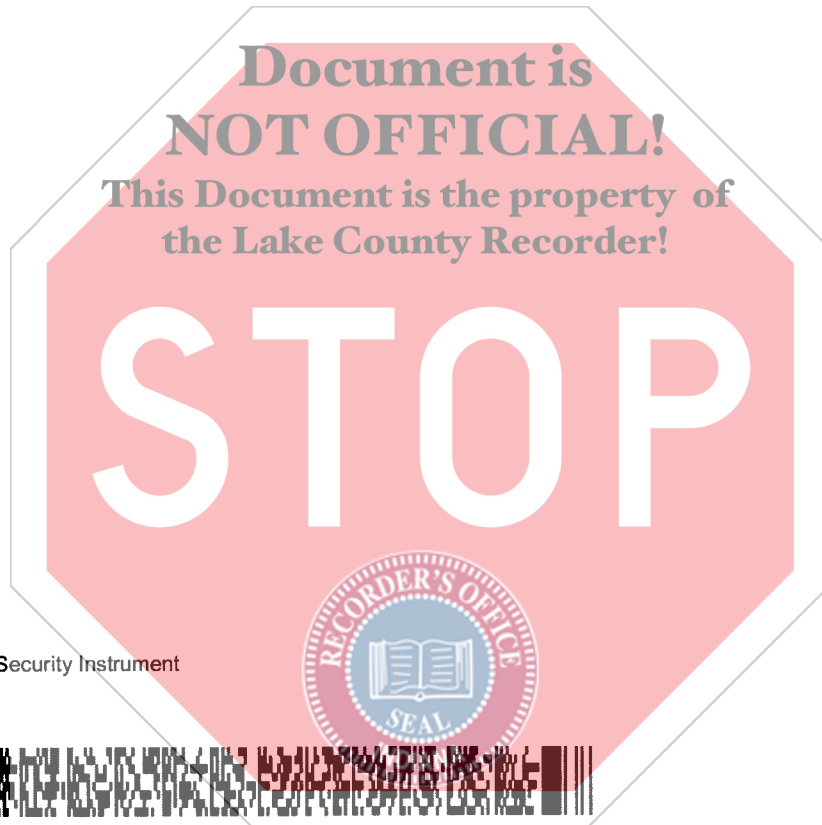 Document is
NOT OFFICIAL!
This Document is the property of
the Lake County Recorder!
STOP
RECORDER'S OFFICE
SEAL
Security Instrument